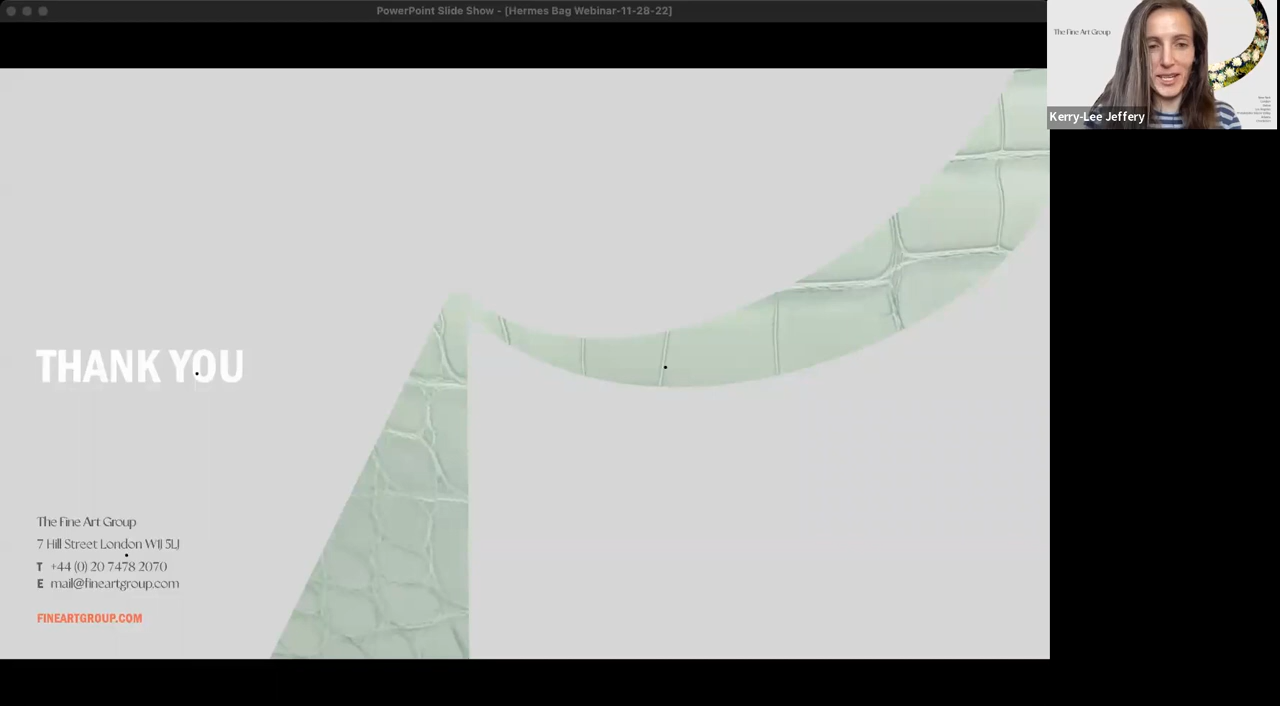 PowerPoint Slide Show - [Hermes Bag Webinar-11-28-22]
The Fine Art Group
Kerry-Lee Jeffery
THANK YOU
The Fine Art Group
7 Hill Street London W1J 5LJ
T +44 (0) 20 7478 2070
E mail@fineartgroup.com
FINEARTGROUP.COM